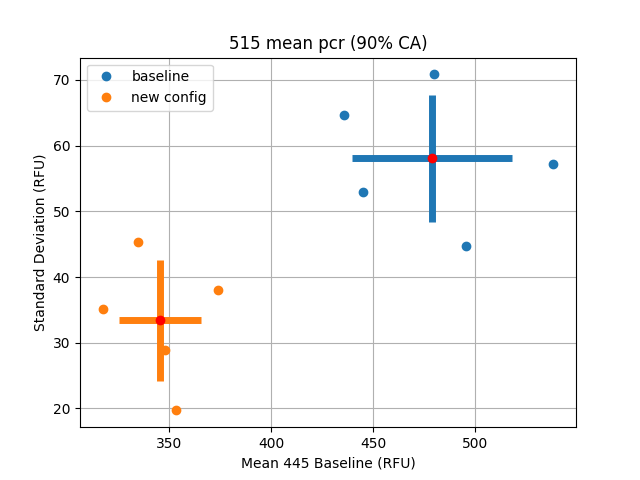 515 mean pcr (90% CA)
baseline
new config
70
60
50
40
30
20
Standard Deviation (RFU)
350
400
450
500
Mean 445 Baseline (RFU)